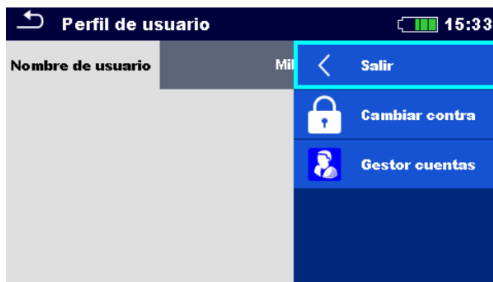 Perfil de usuario 15:33
Nombre de usuario Mil
Salir
Cambiar contra
Gestor cuentas